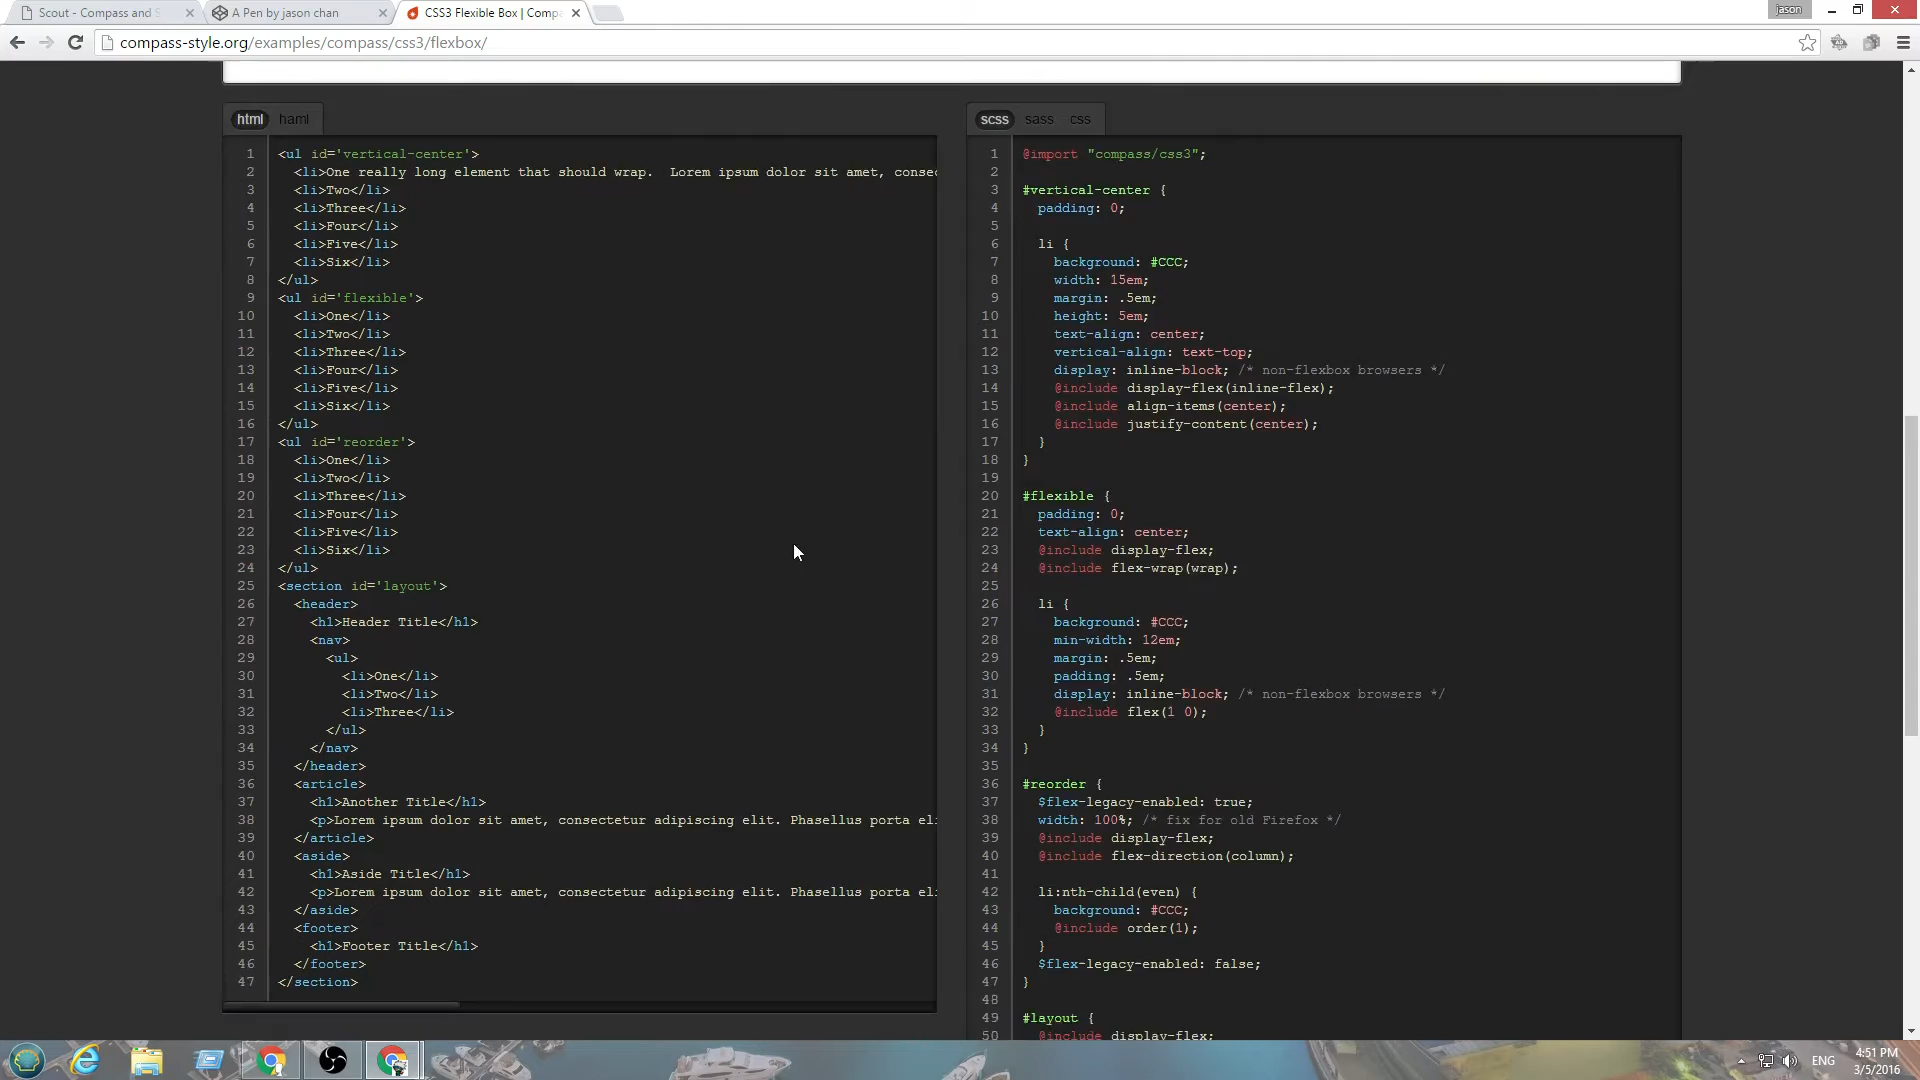 Scout - Compass and S
A Pen by jason chan
CSS3 Flexible Box | Compa
jason
compass-style.org/examples/compass/css3/flexbox/
html haml
1 <ul id='vertical-center'>
2 <li>One really long element that should wrap.  Lorem ipsum dolor sit amet, consec
3 <li>Two</li>
4 <li>Three</li>
5 <li>Four</li>
6 <li>Five</li>
7 <li>Six</li>
8 </ul>
9 <ul id='flexible'>
10 <li>One</li>
11 <li>Two</li>
12 <li>Three</li>
13 <li>Four</li>
14 <li>Five</li>
15 <li>Six</li>
16 </ul>
17 <ul id='reorder'>
18 <li>One</li>
19 <li>Two</li>
20 <li>Three</li>
21 <li>Four</li>
22 <li>Five</li>
23 <li>Six</li>
24 </ul>
25 <section id='layout'>
26 <header>
27 <h1>Header Title</h1>
28 <nav>
29 <ul>
30 <li>One</li>
31 <li>Two</li>
32 <li>Three</li>
33 </ul>
34 </nav>
35 </header>
36 <article>
37 <h1>Another Title</h1>
38 <p>Lorem ipsum dolor sit amet, consectetur adipiscing elit. Phasellus porta eli
39 </article>
40 <aside>
41 <h1>Aside Title</h1>
42 <p>Lorem ipsum dolor sit amet, consectetur adipiscing elit. Phasellus porta eli
43 </aside>
44 <footer>
45 <h1>Footer Title</h1>
46 </footer>
47 </section>
scss sass css
1 @import "compass/css3";
2
3 #vertical-center {
4 padding: 0;
5
6 li {
7 background: #CCC;
8 width: 15em;
9 margin: .5em;
10 height: 5em;
11 text-align: center;
12 vertical-align: text-top;
13 display: inline-block; /* non-flexbox browsers */
14 @include display-flex(inline-flex);
15 @include align-items(center);
16 @include justify-content(center);
17 }
18 }
19
20 #flexible {
21 padding: 0;
22 text-align: center;
23 @include display-flex;
24 @include flex-wrap(wrap);
25
26 li {
27 background: #CCC;
28 min-width: 12em;
29 margin: .5em;
30 padding: .5em;
31 display: inline-block; /* non-flexbox browsers */
32 @include flex(1 0);
33 }
34 }
35
36 #reorder {
37 $flex-legacy-enabled: true;
38 width: 100%; /* fix for old Firefox */
39 @include display-flex;
40 @include flex-direction(column);
41
42 li:nth-child(even) {
43 background: #CCC;
44 @include order(1);
45 }
46 $flex-legacy-enabled: false;
47 }
48
49 #layout {
50 @include display-flex;
ENG
4:51 PM
3/5/2016